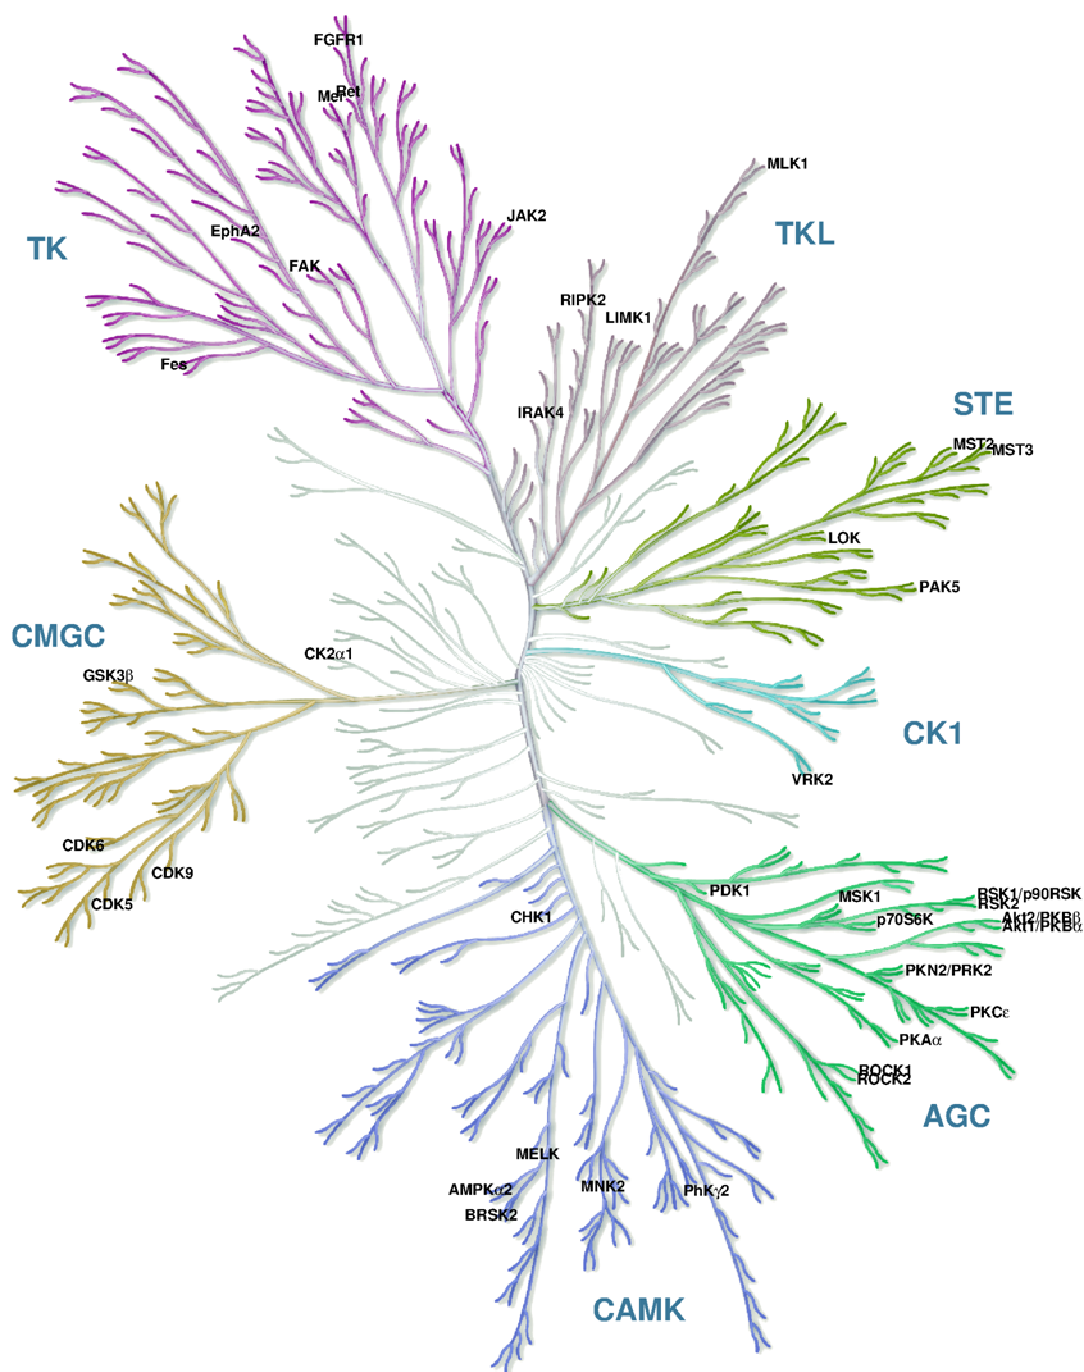 FGFR1
Ret
Mer
MLK1
JAK2
EphA2
TKL
TK
FAK
RIPK2
LIMK1
Fes
STE
IRAK4
MST2
MST3
LOK
PAK5
CMGC
CK2α1
GSK3β
CK1
VRK2
CDK6
CDK9
PDK1
MSK1
RSK1/p90RSK
RSK2
CDK5
CHK1
p70S6K
Akt2/PKBβ
Akt1/PKBα
PKN2/PRK2
PKCε
PKAα
ROCK1
ROCK2
AGC
MELK
AMPKα2
MNK2
PhKγ2
BRSK2
CAMK